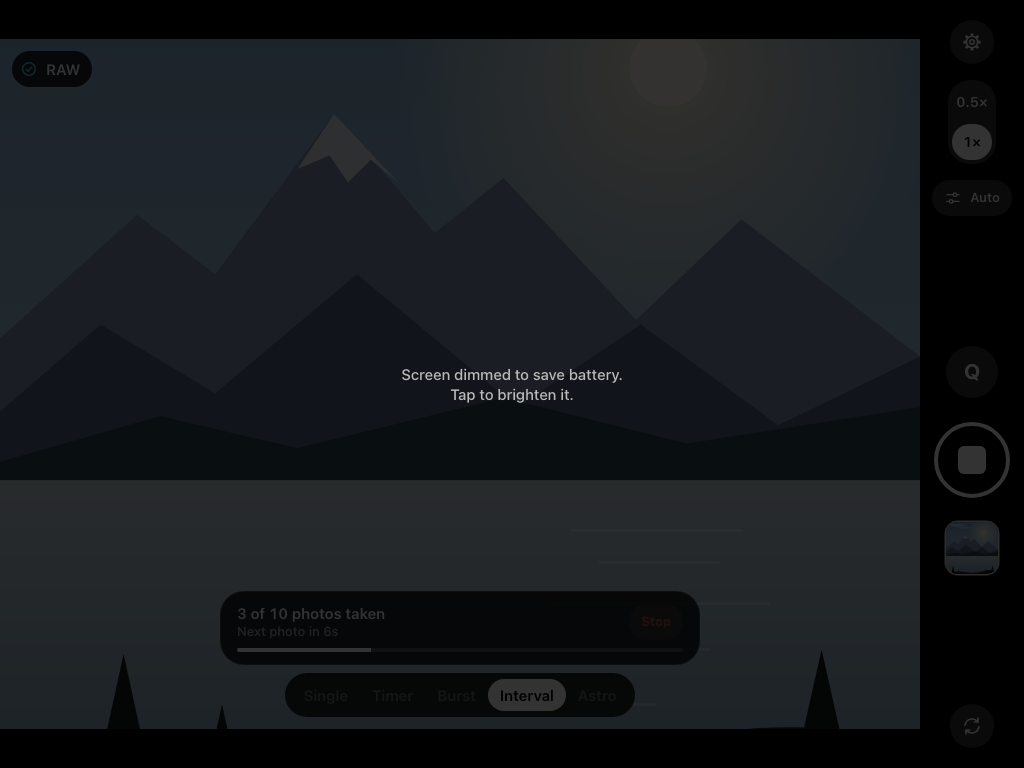 RAW
0.5×
1×
Auto
Screen dimmed to save battery.
Tap to brighten it.
Q
3 of 10 photos taken
Next photo in 6s
Stop
Single
Timer
Burst
Interval
Astro